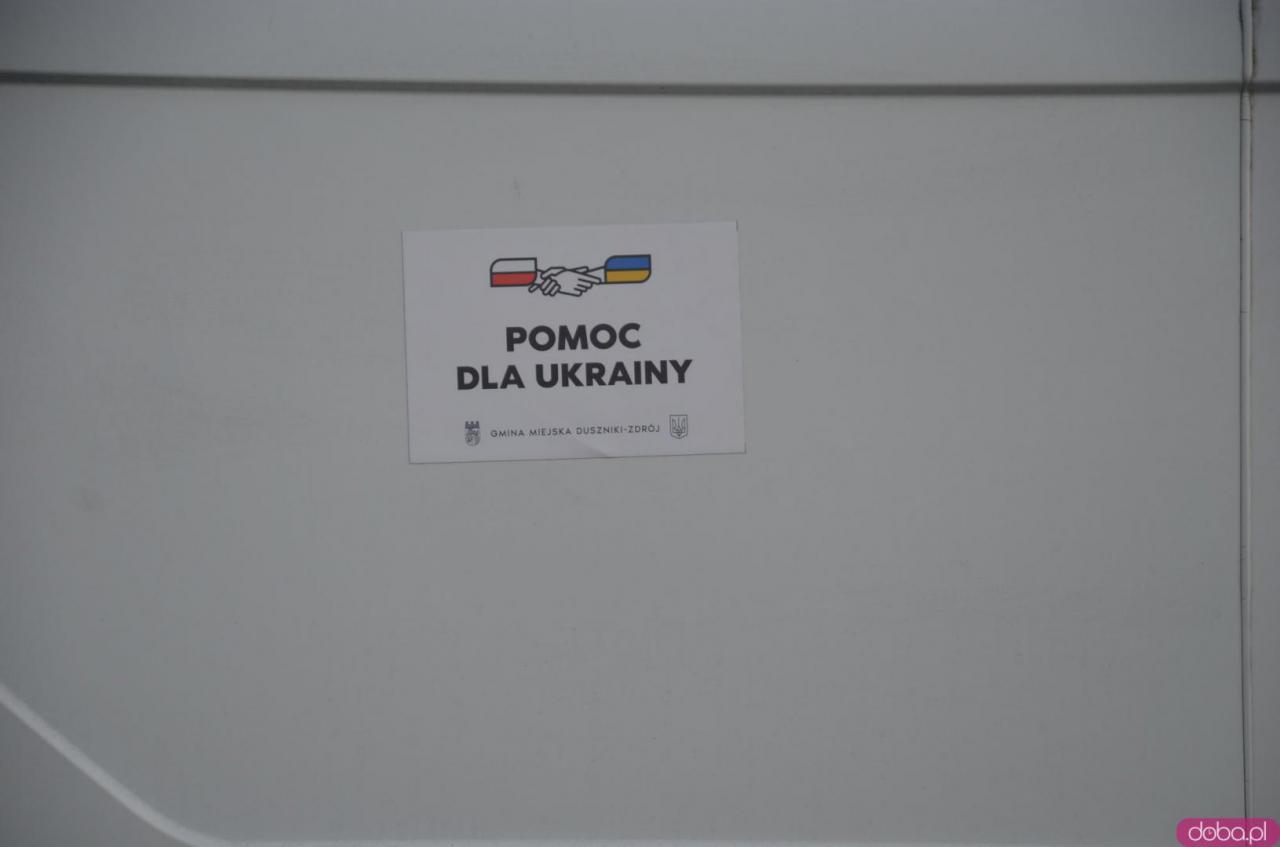 POMOC
DLA UKRAINY
GMINA MIEJSKA DUSZNIKI-ZDRÓJ
doba.pl